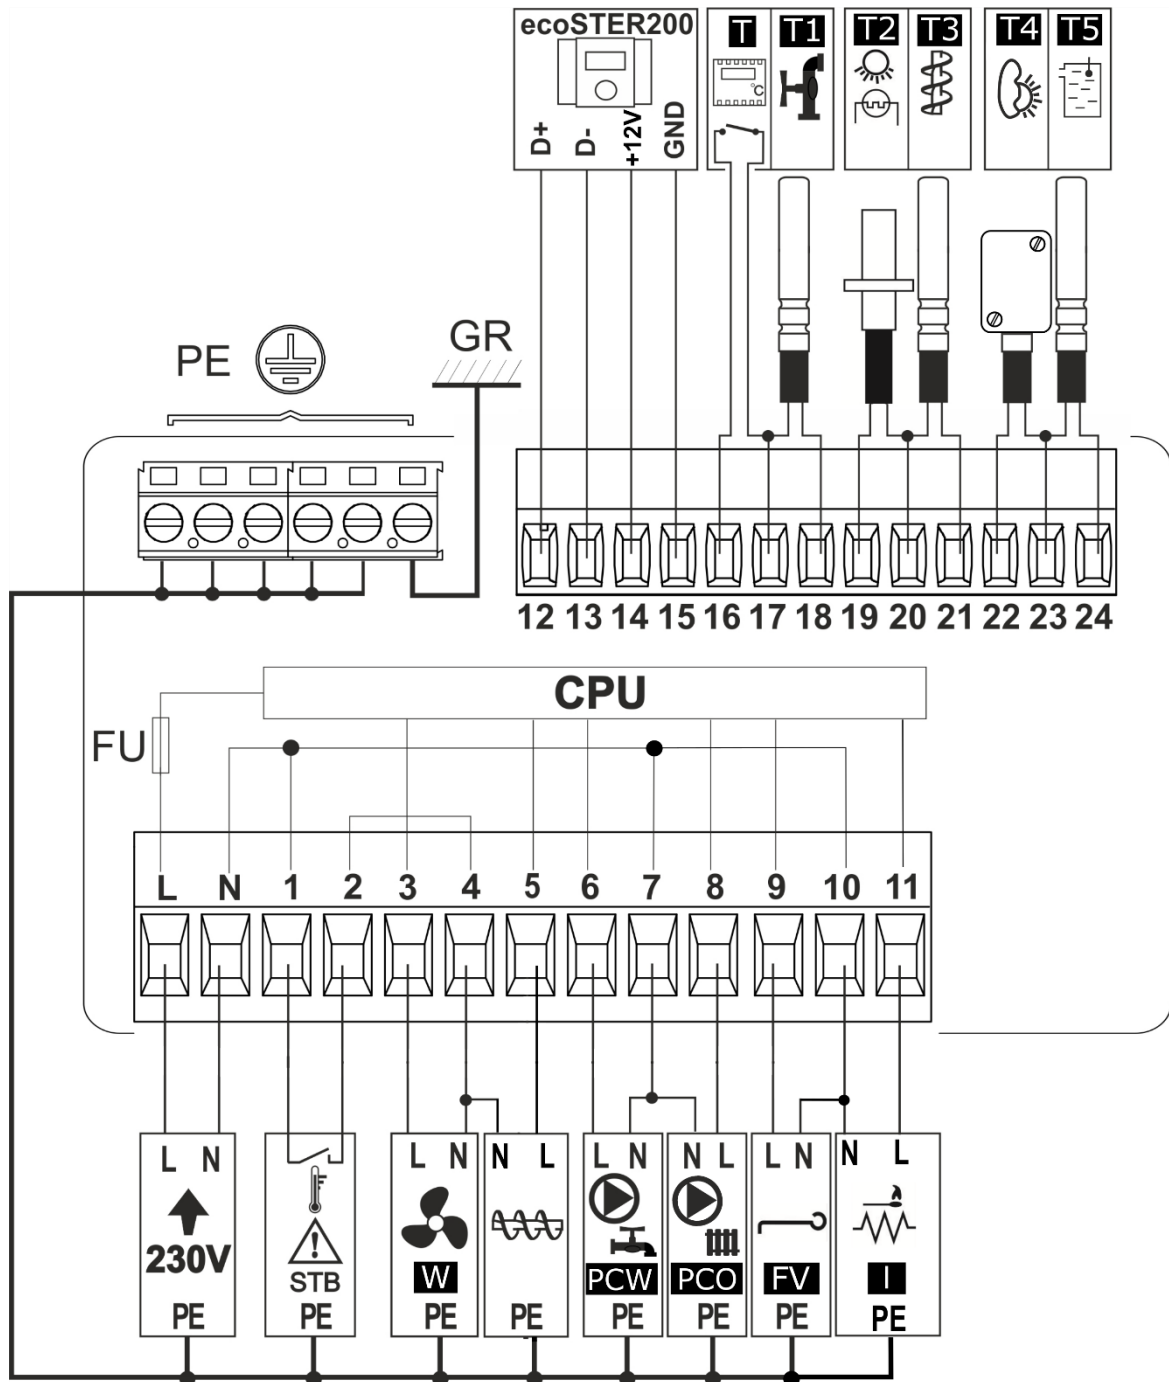 ecoSTER200
T T1 T2 T3 T4 T5
°C
D+ D- +12V GND
PE
GR
12 13 14 15 16 17 18 19 20 21 22 23 24
CPU
FU
L N 1 2 3 4 5 6 7 8 9 10 11
L N L N N L L N N L L N N L
230V
STB
W PCW PCO FV I
PE PE PE PE PE PE PE PE